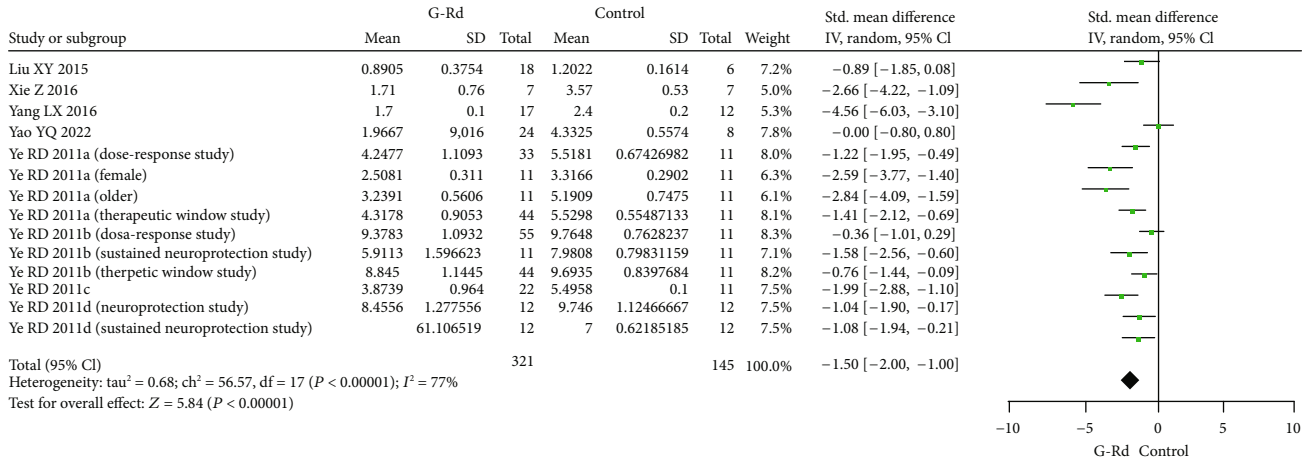 G-Rd Control Std. mean difference Std. mean difference
Study or subgroup Mean SD Total Mean SD Total Weight IV, random, 95% CI IV, random, 95% CI
Liu XY 2015 0.8905 0.3754 18 1.2022 0.1614 6 7.2% −0.89 [−1.85, 0.08]
Xie Z 2016 1.71 0.76 7 3.57 0.53 7 5.0% −2.66 [−4.22, −1.09]
Yang LX 2016 1.7 0.1 17 2.4 0.2 12 5.3% −4.56 [−6.03, −3.10]
Yao YQ 2022 1.9667 9,016 24 4.3325 0.5574 8 7.8% −0.00 [−0.80, 0.80]
Ye RD 2011a (dose-response study) 4.2477 1.1093 33 5.5181 0.67426982 11 8.0% −1.22 [−1.95, −0.49]
Ye RD 2011a (female) 2.5081 0.311 11 3.3166 0.2902 11 6.3% −2.59 [−3.77, −1.40]
Ye RD 2011a (older) 3.2391 0.5606 11 5.1909 0.7475 11 6.1% −2.84 [−4.09, −1.59]
Ye RD 2011a (therapeutic window study) 4.3178 0.9053 44 5.5298 0.55487133 11 8.1% −1.41 [−2.12, −0.69]
Ye RD 2011b (dosa-response study) 9.3783 1.0932 55 9.7648 0.7628237 11 8.3% −0.36 [−1.01, 0.29]
Ye RD 2011b (sustained neuroprotection study) 5.9113 1.596623 11 7.9808 0.79831159 11 7.1% −1.58 [−2.56, −0.60]
Ye RD 2011b (therpetic window study) 8.845 1.1445 44 9.6935 0.8397684 11 8.2% −0.76 [−1.44, −0.09]
Ye RD 2011c 3.8739 0.964 22 5.4958 0.1 11 7.5% −1.99 [−2.88, −1.10]
Ye RD 2011d (neuroprotection study) 8.4556 1.277556 12 9.746 1.12466667 12 7.5% −1.04 [−1.90, −0.17]
Ye RD 2011d (sustained neuroprotection study) 61.106519 12 7 0.62185185 12 7.5% −1.08 [−1.94, −0.21]
Total (95% CI) 321 145 100.0% −1.50 [−2.00, −1.00]
Heterogeneity: tau² = 0.68; ch² = 56.57, df = 17 (P < 0.00001); I² = 77%
Test for overall effect: Z = 5.84 (P < 0.00001)
−10 −5 0 5 10
G-Rd Control